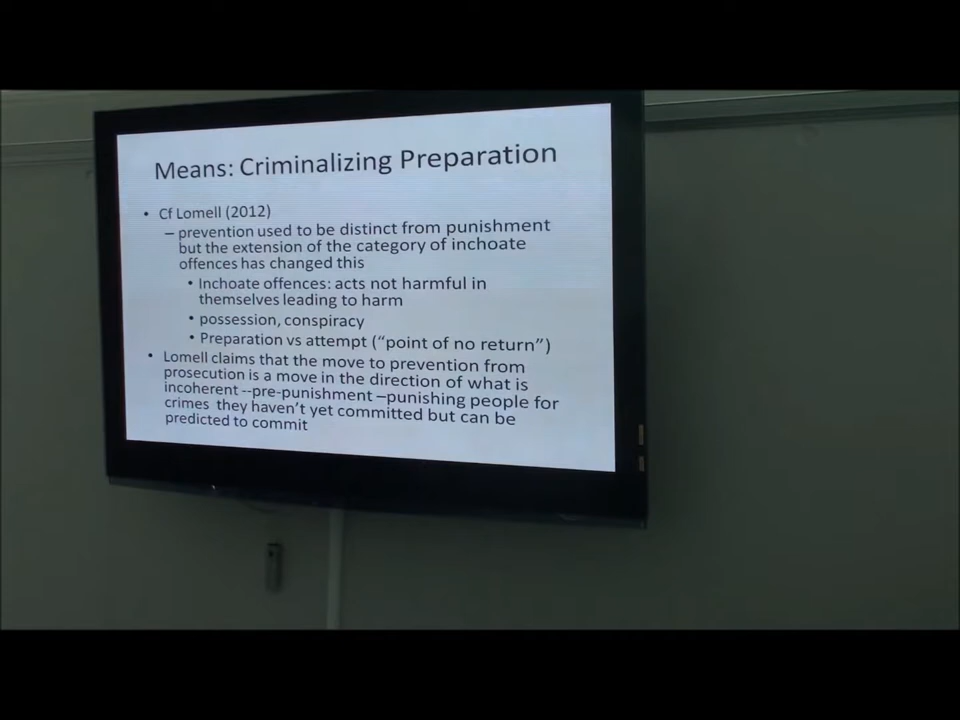 Means: Criminalizing Preparation
• Cf Lomell (2012)
– prevention used to be distinct from punishment
but the extension of the category of inchoate
offences has changed this
• Inchoate offences: acts not harmful in
themselves leading to harm
• possession, conspiracy
• Preparation vs attempt (“point of no return”)
• Lomell claims that the move to prevention from
prosecution is a move in the direction of what is
incoherent --pre-punishment –punishing people for
crimes they haven’t yet committed but can be
predicted to commit